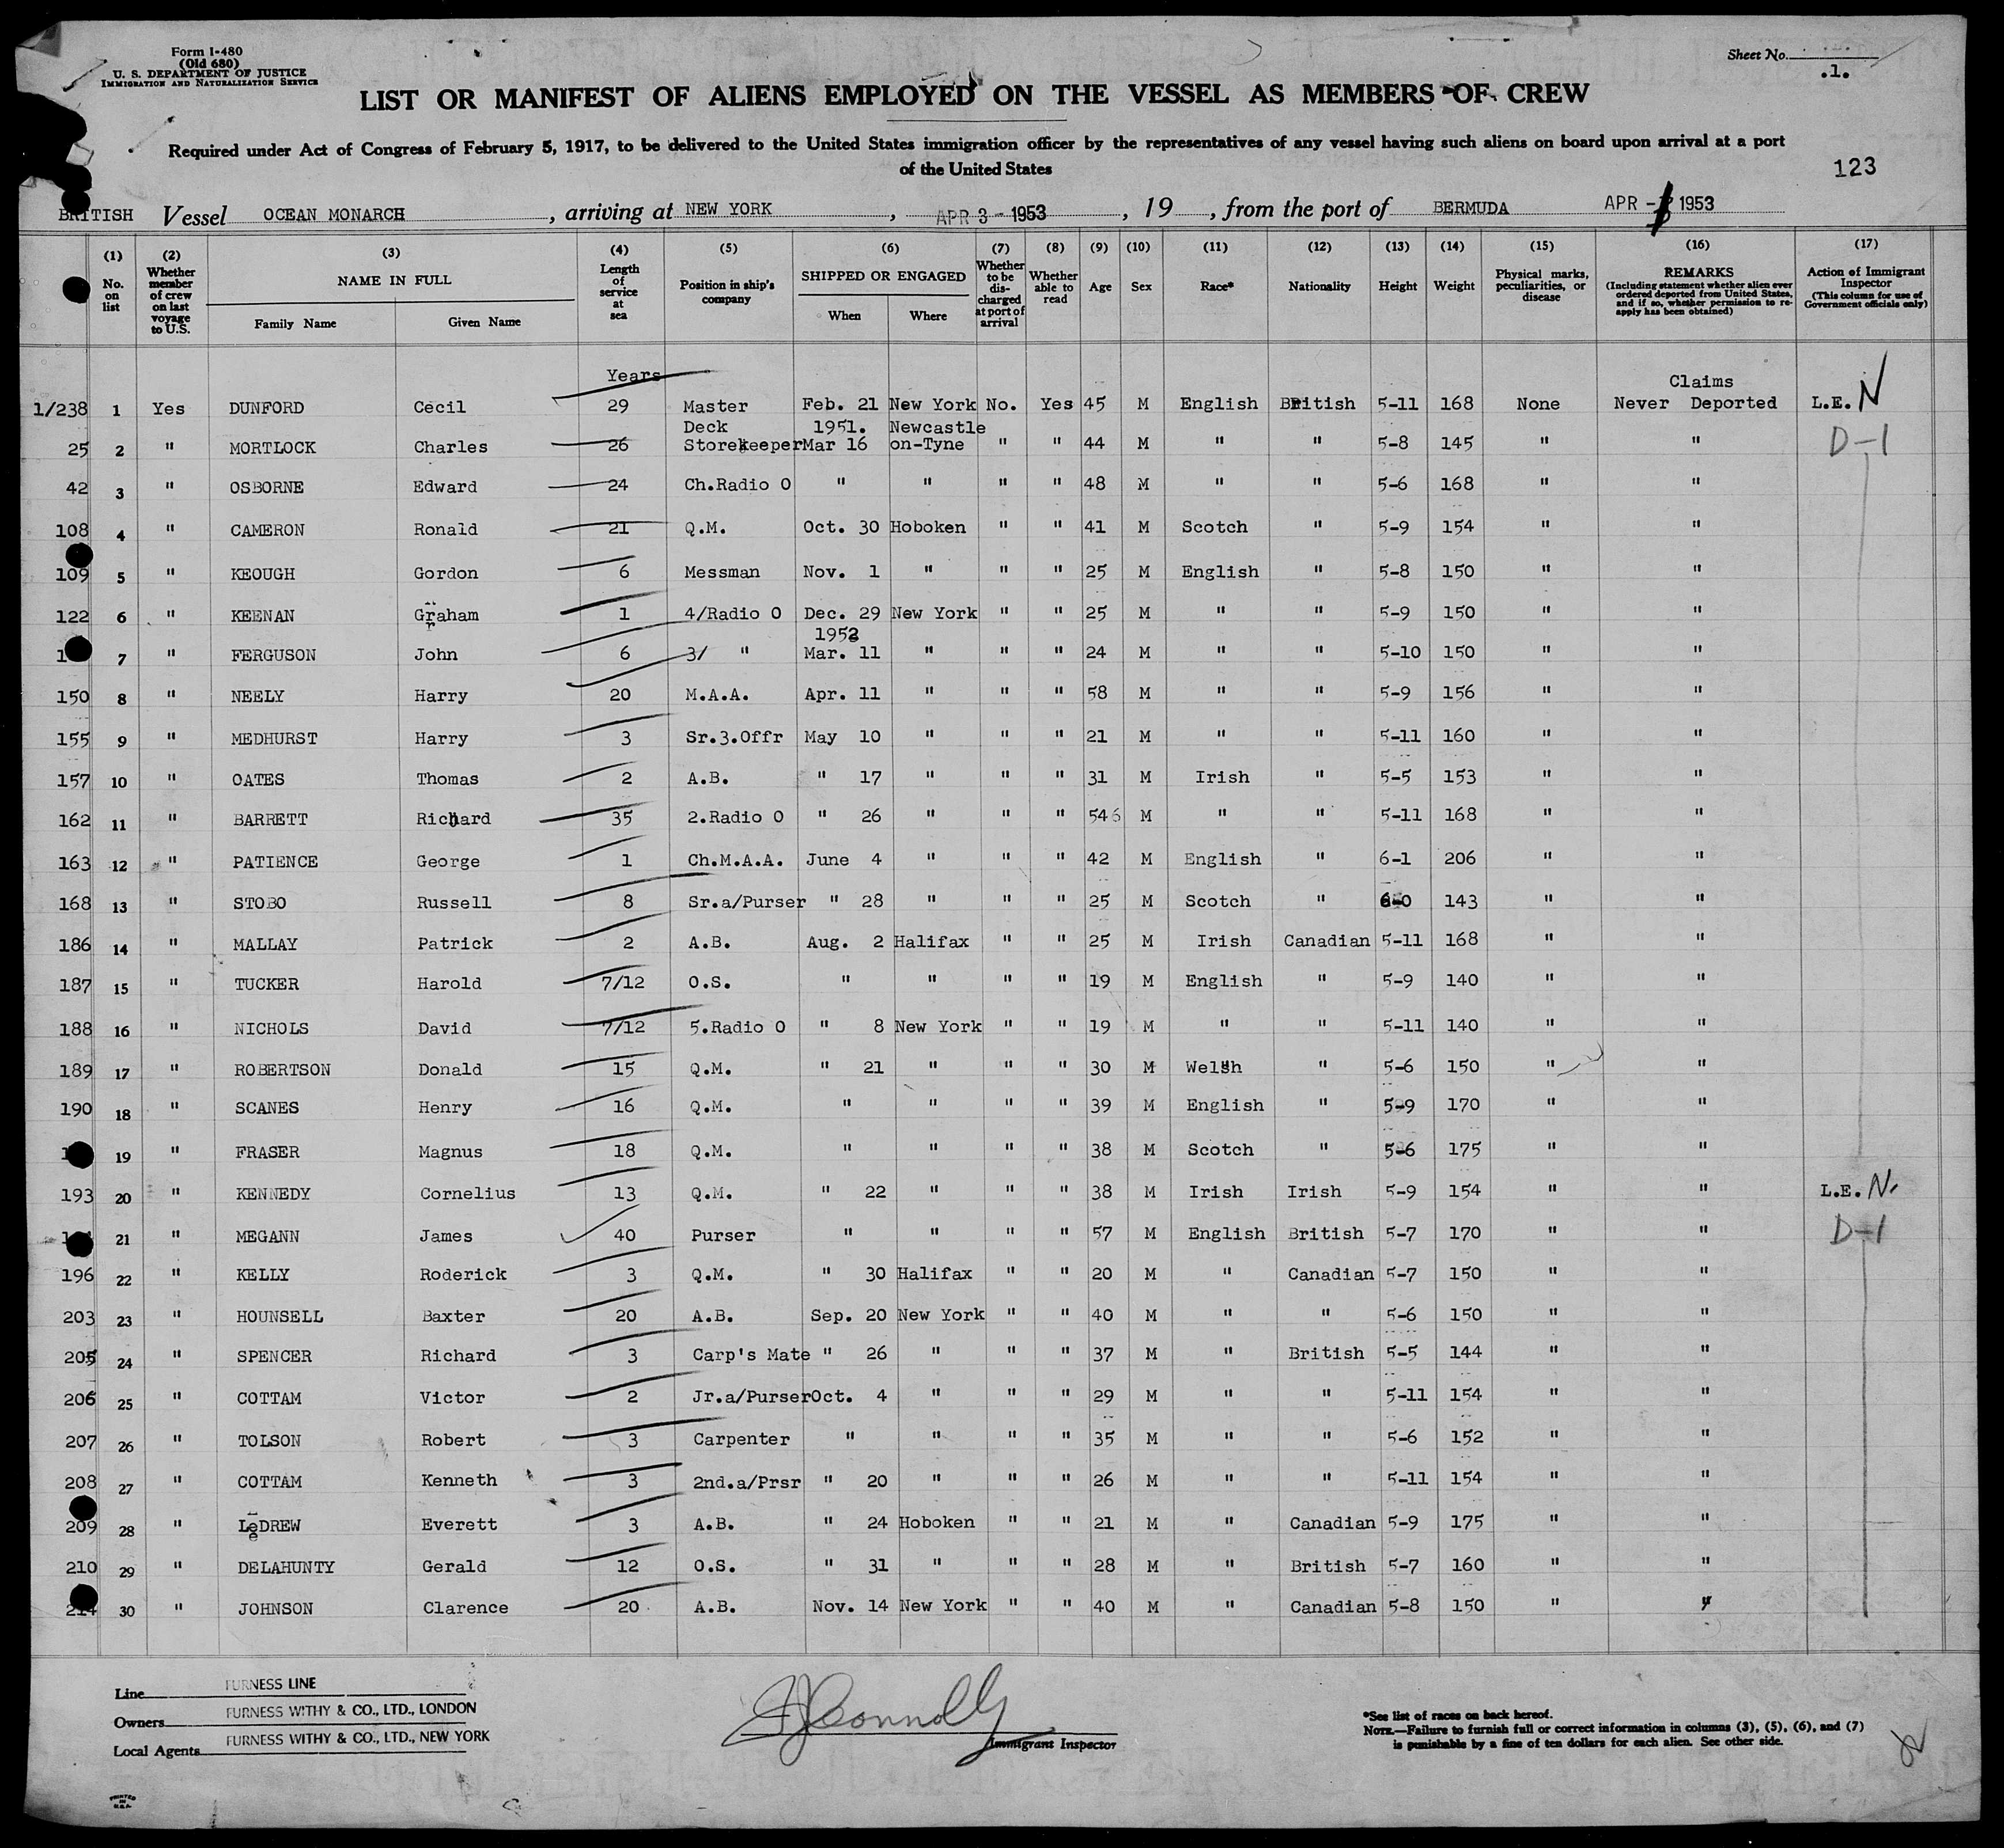 Form I-480
(Old 680)
U. S. DEPARTMENT OF JUSTICE
IMMIGRATION AND NATURALIZATION SERVICE
Sheet No.
.1.
LIST OR MANIFEST OF ALIENS EMPLOYED ON THE VESSEL AS MEMBERS OF CREW
Required under Act of Congress of February 5, 1917, to be delivered to the United States immigration officer by the representatives of any vessel having such aliens on board upon arrival at a port
of the United States
123
BRITISH Vessel OCEAN MONARCH, arriving at NEW YORK, APR 3 - 1953, 19, from the port of BERMUDA APR - 1953
(1) No. on list (2) Whether member of crew on last voyage to U.S. (3) NAME IN FULL Family Name Given Name (4) Length of service at sea (5) Position in ship's company (6) SHIPPED OR ENGAGED When Where (7) Whether to be discharged at port of arrival (8) Whether able to read (9) Age (10) Sex (11) Race* (12) Nationality (13) Height (14) Weight (15) Physical marks, peculiarities, or disease (16) REMARKS (Including statement whether alien ever ordered deported from United States, and if so, whether permission to re-apply has been obtained) (17) Action of Immigrant Inspector (This column for use of Government officials only)
Years Claims
1/238 1 Yes DUNFORD Cecil 29 Master Feb. 21 New York No. Yes 45 M English British 5-11 168 None Never Deported L.E. N
Deck 1951. Newcastle
25 2 " MORTLOCK Charles 26 Storekeeper Mar 16 on-Tyne " " 44 M " " 5-8 145 " " D-1
42 3 " OSBORNE Edward 24 Ch.Radio O " " " " 48 M " " 5-6 168 " "
108 4 " CAMERON Ronald 21 Q.M. Oct. 30 Hoboken " " 41 M Scotch " 5-9 154 " "
109 5 " KEOUGH Gordon 6 Messman Nov. 1 " " " 25 M English " 5-8 150 " "
122 6 " KEENAN Graham 1 4/Radio O Dec. 29 New York " " 25 M " " 5-9 150 " "
1952
7 " FERGUSON John 6 3/ " Mar. 11 " " " 24 M " " 5-10 150 " "
150 8 " NEELY Harry 20 M.A.A. Apr. 11 " " " 58 M " " 5-9 156 " "
155 9 " MEDHURST Harry 3 Sr.3.Offr May 10 " " " 21 M " " 5-11 160 " "
157 10 " OATES Thomas 2 A.B. " 17 " " " 31 M Irish " 5-5 153 " "
162 11 " BARRETT Richard 35 2.Radio O " 26 " " " 546 M " " 5-11 168 " "
163 12 " PATIENCE George 1 Ch.M.A.A. June 4 " " " 42 M English " 6-1 206 " "
168 13 " STOBO Russell 8 Sr.a/Purser " 28 " " " 25 M Scotch " 6-0 143 " "
186 14 " MALLAY Patrick 2 A.B. Aug. 2 Halifax " " 25 M Irish Canadian 5-11 168 " "
187 15 " TUCKER Harold 7/12 O.S. " " " " 19 M English " 5-9 140 " "
188 16 " NICHOLS David 7/12 5.Radio O " 8 New York " " 19 M " " 5-11 140 " "
189 17 " ROBERTSON Donald 15 Q.M. " 21 " " " 30 M Welsh " 5-6 150 " "
190 18 " SCANES Henry 16 Q.M. " " " " 39 M English " 5-9 170 " "
19 " FRASER Magnus 18 Q.M. " " " " 38 M Scotch " 5-6 175 " "
193 20 " KENNEDY Cornelius 13 Q.M. " 22 " " " 38 M Irish Irish 5-9 154 " " L.E. N.
21 " MEGANN James 40 Purser " " " " 57 M English British 5-7 170 " " D-1
196 22 " KELLY Roderick 3 Q.M. " 30 Halifax " " 20 M " Canadian 5-7 150 " "
203 23 " HOUNSELL Baxter 20 A.B. Sep. 20 New York " " 40 M " " 5-6 150 " "
205 24 " SPENCER Richard 3 Carp's Mate " 26 " " " 37 M " British 5-5 144 " "
206 25 " COTTAM Victor 2 Jr.a/Purser Oct. 4 " " " 29 M " " 5-11 154 " "
207 26 " TOLSON Robert 3 Carpenter " " " " 35 M " " 5-6 152 " "
208 27 " COTTAM Kenneth 3 2nd.a/Prsr " 20 " " " 26 M " " 5-11 154 " "
209 28 " LeDREW Everett 3 A.B. " 24 Hoboken " " 21 M " Canadian 5-9 175 " "
210 29 " DELAHUNTY Gerald 12 O.S. " 31 " " " 28 M " British 5-7 160 " "
214 30 " JOHNSON Clarence 20 A.B. Nov. 14 New York " " 40 M " Canadian 5-8 150 " "
Line FURNESS LINE
Owners FURNESS WITHY & CO., LTD., LONDON
Local Agents FURNESS WITHY & CO., LTD., NEW YORK
Connolly
Immigrant Inspector
*See list of races on back hereof.
NOTE.—Failure to furnish full or correct information in columns (3), (5), (6), and (7)
is punishable by a fine of ten dollars for each alien. See other side.
PRINTED
IN
U.S.A.